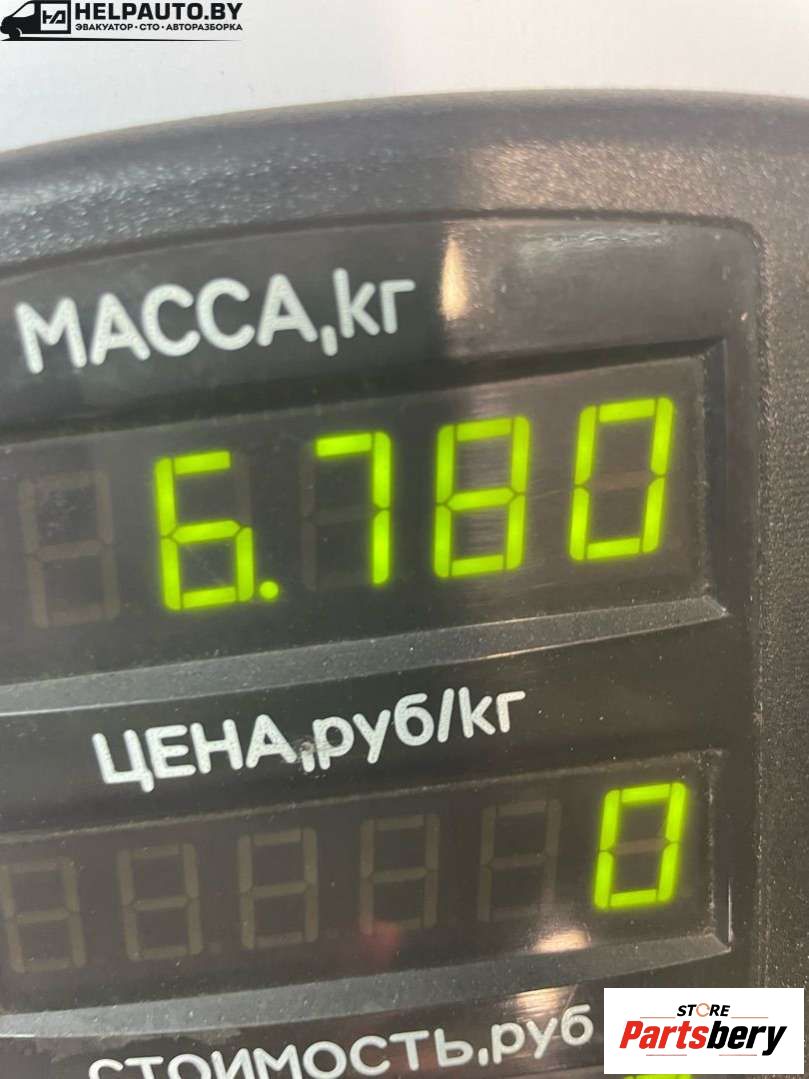 HELPAUTO.BY
ЭВАКУАТОР • СТО • АВТОРАЗБОРКА
МАССА,кг
6.780
ЦЕНА,руб/кг
0
СТОИМОСТЬ,руб
STORE
Partsbery